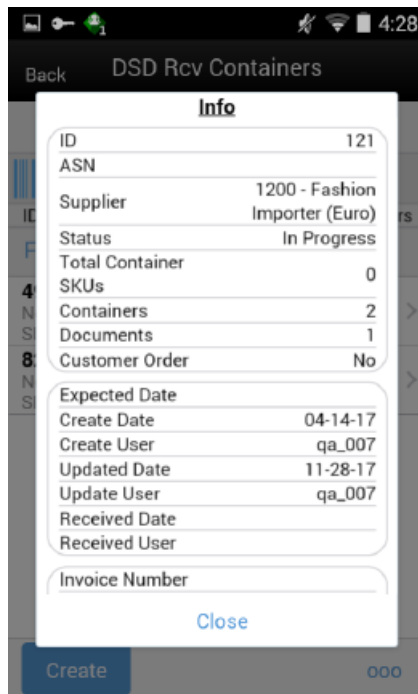 4:28
Back DSD Rcv Containers
Info
ID 121
ASN
Supplier 1200 - Fashion
Importer (Euro)
Status In Progress
Total Container
SKUs 0
Containers 2
Documents 1
Customer Order No
Expected Date
Create Date 04-14-17
Create User qa_007
Updated Date 11-28-17
Update User qa_007
Received Date
Received User
Invoice Number
Close
Create ooo